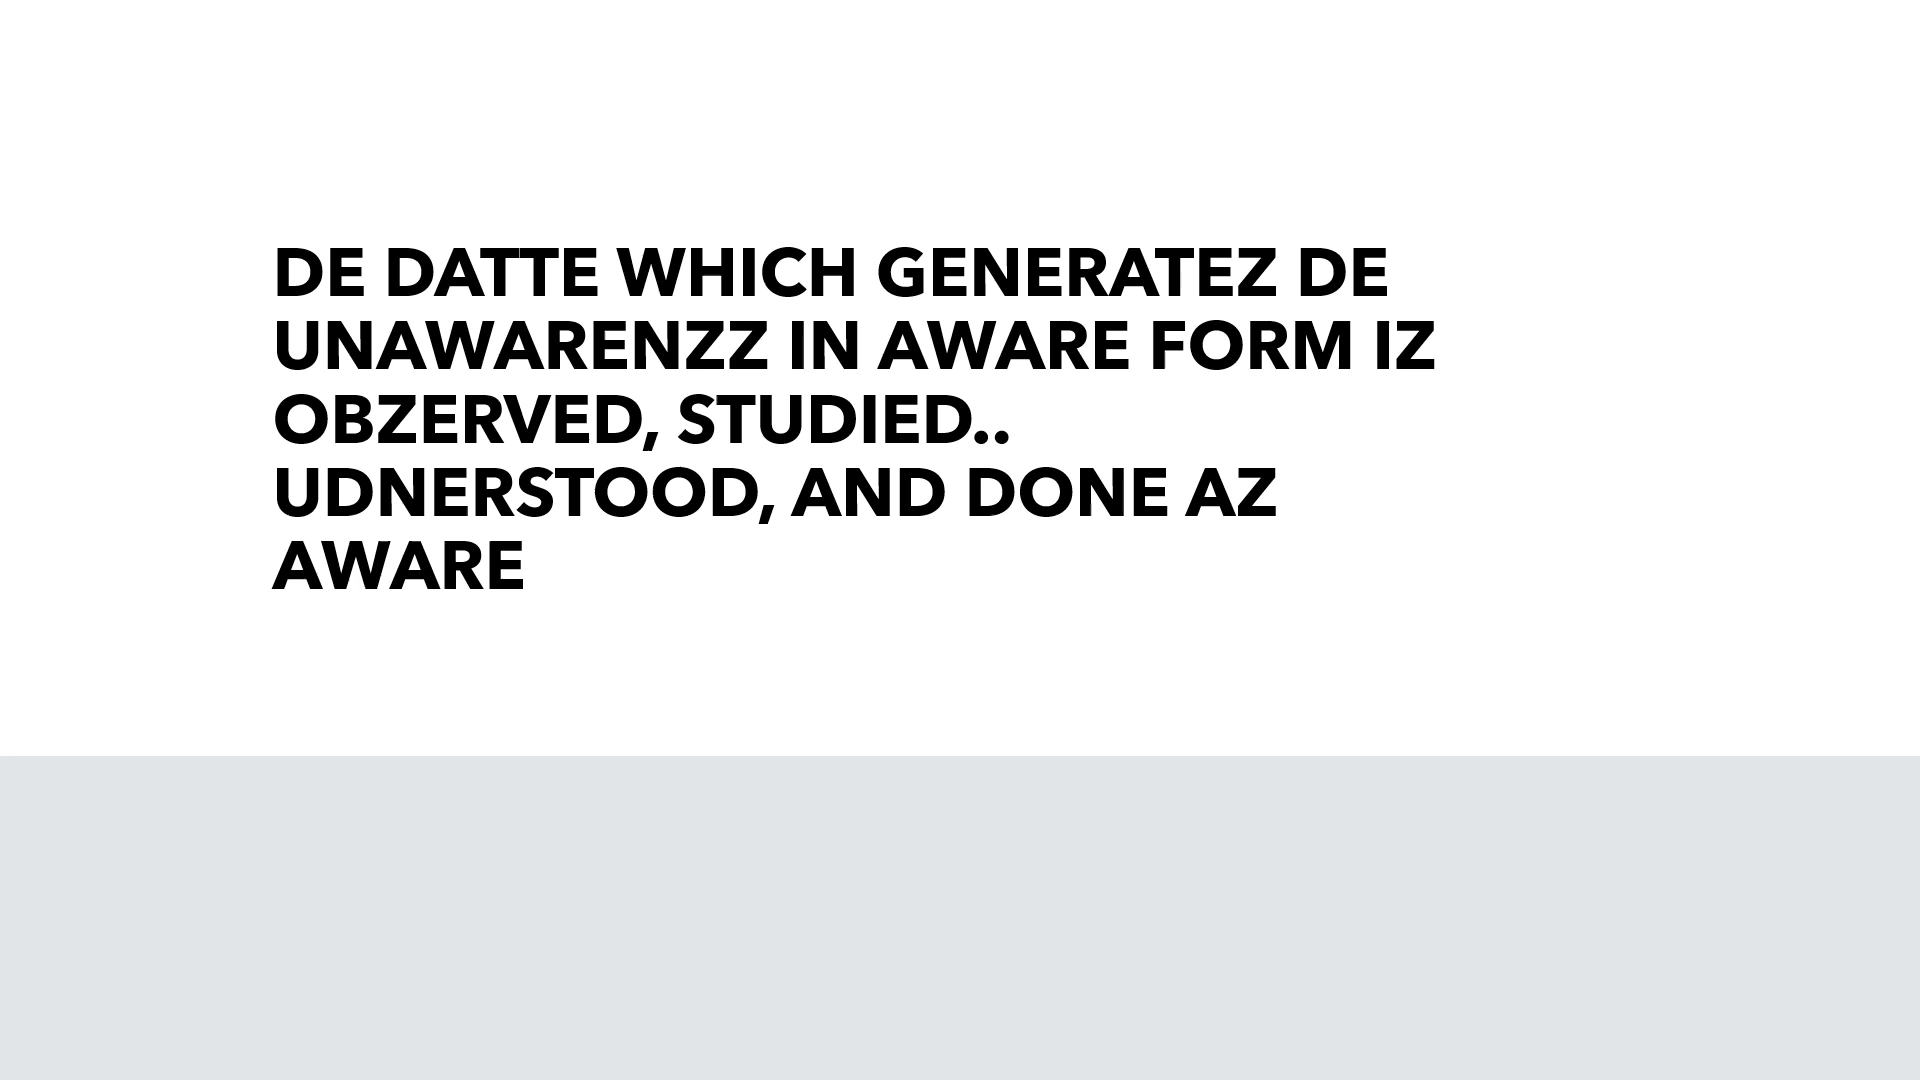 DE DATTE WHICH GENERATEZ DE
UNAWARENZZ IN AWARE FORM IZ
OBZERVED, STUDIED..
UDNERSTOOD, AND DONE AZ
AWARE